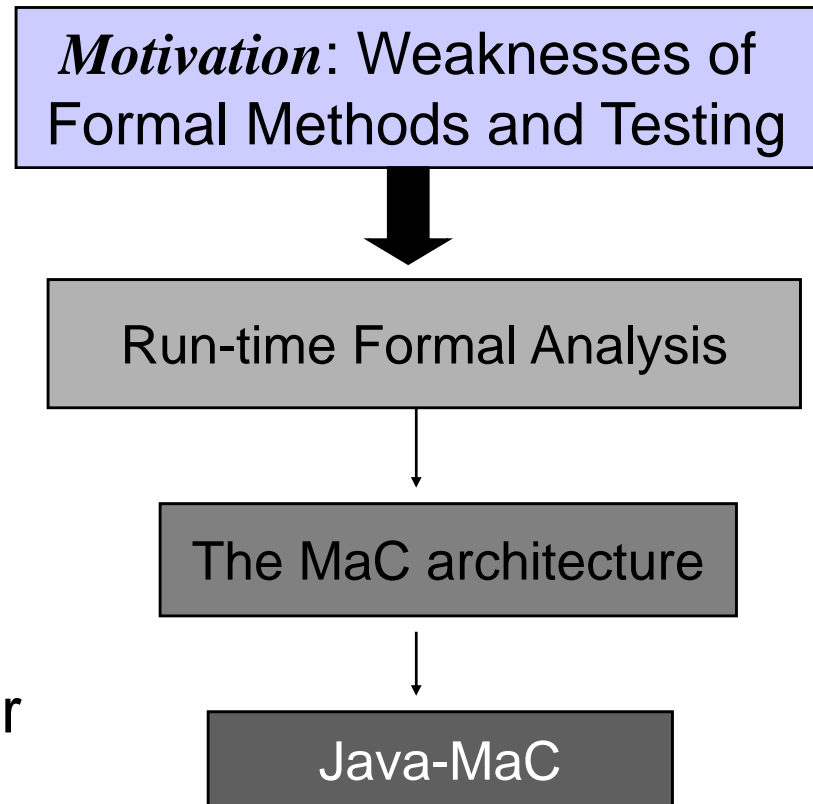 Motivation: Weaknesses of
Formal Methods and Testing
Run-time Formal Analysis
The MaC architecture
r
Java-MaC